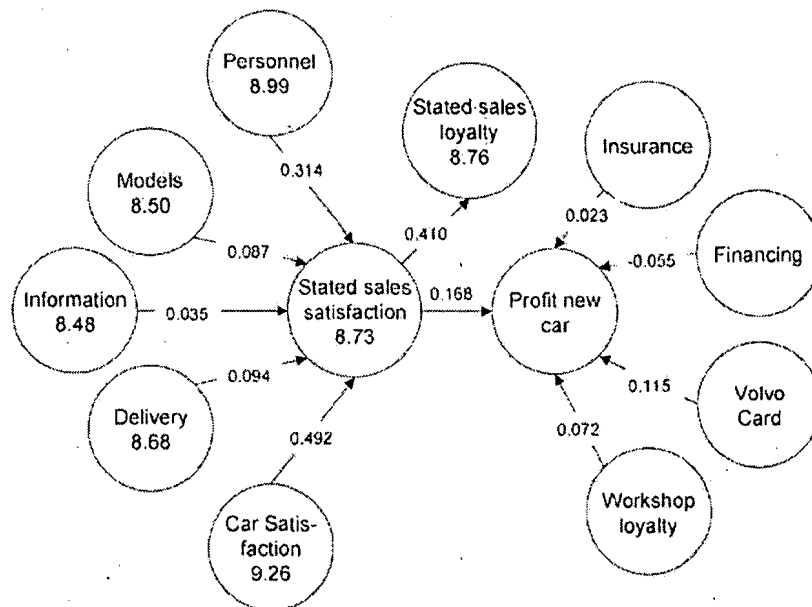 Personnel
8.99
Stated sales
loyalty
8.76
Insurance
0.314
Models
8.50
0.410
0.023
0.087
Financing
-0.055
Information
8.48
0.035
Stated sales
satisfaction
8.73
0.168
Profit new
car
0.094
Delivery
8.68
0.115
Volvo
Card
0.492
0.072
Workshop
loyalty
Car Satis-
faction
9.26